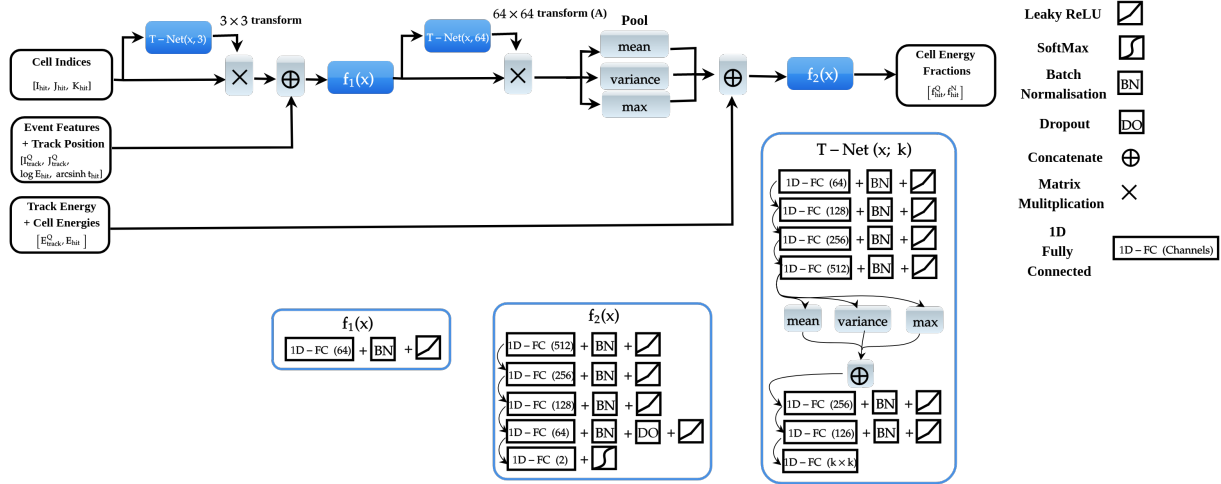 3 × 3 transform
T − Net(x, 3)
64 × 64 transform (A)
T − Net(x, 64)
Pool
Cell Indices
[I_hit, J_hit, K_hit]
×
⊕
f₁(x)
×
mean
variance
max
⊕
f₂(x)
Cell Energy
Fractions
[f^Q_hit, f^N_hit]
Event Features
+ Track Position
[I^Q_track, J^Q_track,
log E_hit, arcsinh t_hit]
Track Energy
+ Cell Energies
[E^Q_track, E_hit]
Leaky ReLU
SoftMax
Batch
Normalisation
BN
Dropout
DO
Concatenate
⊕
Matrix
Mulitplication
×
1D
Fully
Connected
1D − FC (Channels)
f₁(x)
1D − FC (64) + BN +
f₂(x)
1D − FC (512) + BN +
1D − FC (256) + BN +
1D − FC (128) + BN +
1D − FC (64) + BN + DO +
1D − FC (2) +
T − Net (x; k)
1D − FC (64) + BN +
1D − FC (128) + BN +
1D − FC (256) + BN +
1D − FC (512) + BN +
mean variance max
⊕
1D − FC (256) + BN +
1D − FC (126) + BN +
1D − FC (k × k)